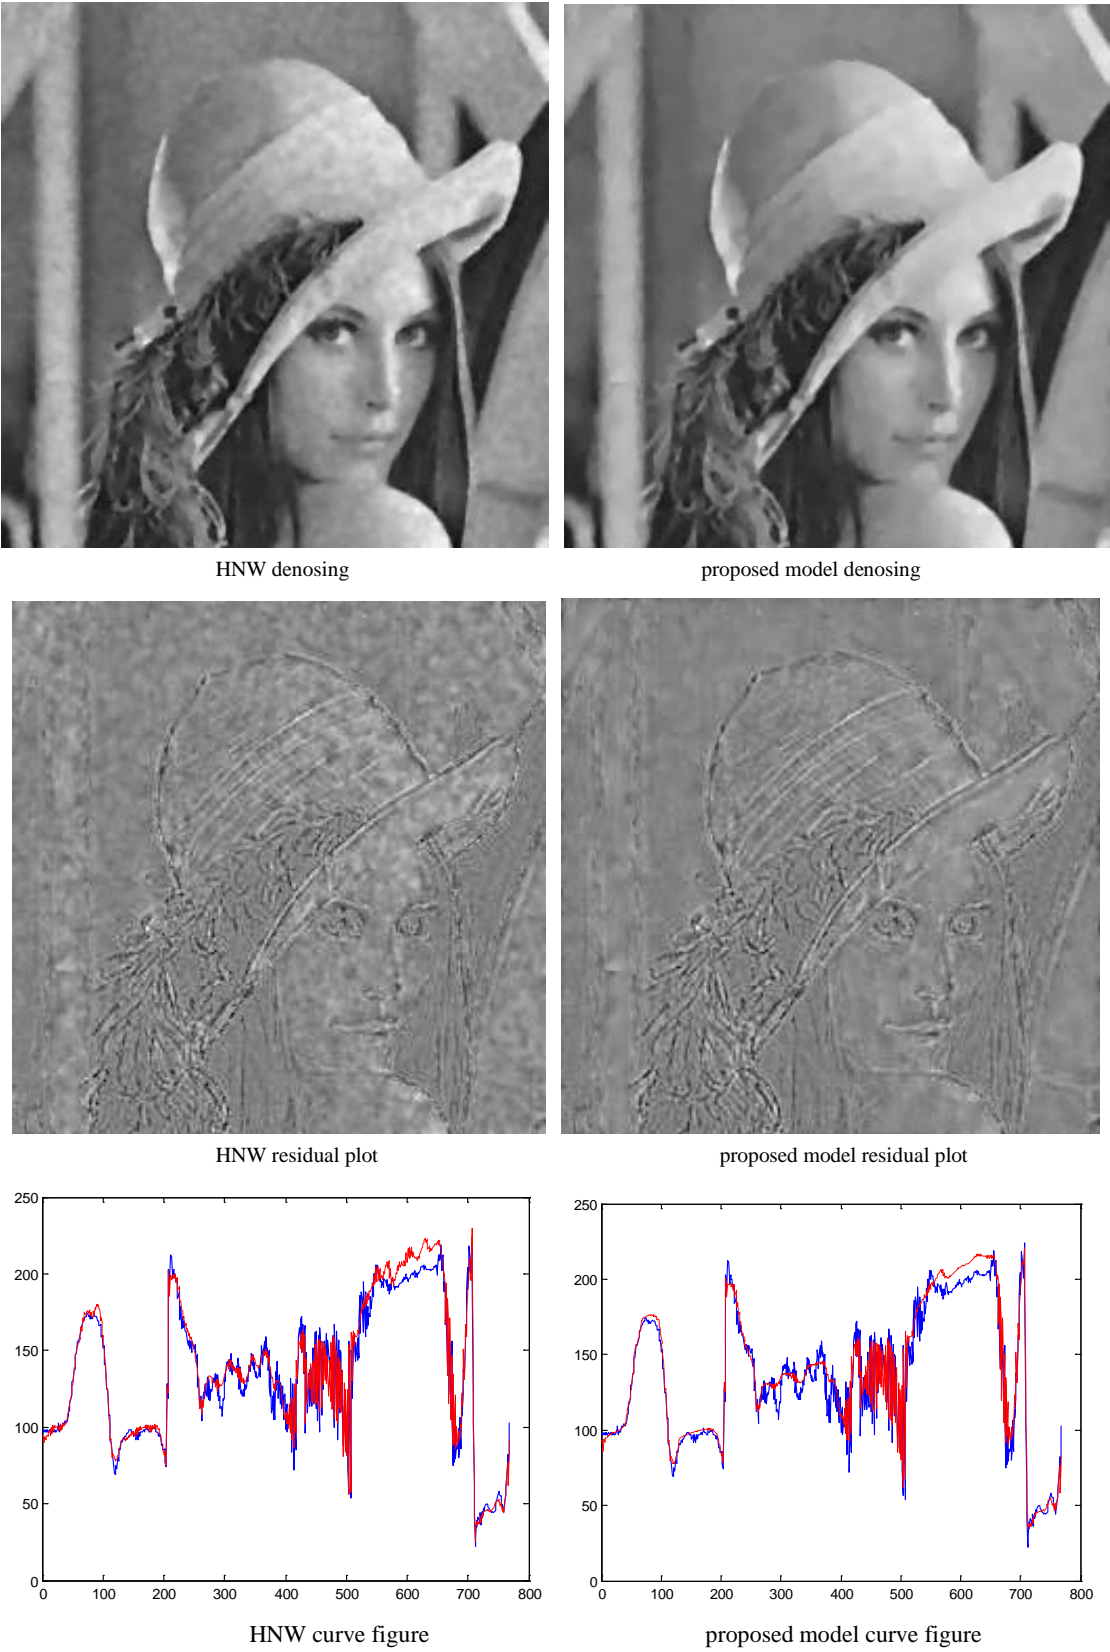 HNW denosing
proposed model denosing
HNW residual plot
proposed model residual plot
250
200
150
100
50
0
0 100 200 300 400 500 600 700 800
HNW curve figure
250
200
150
100
50
0
0 100 200 300 400 500 600 700 800
proposed model curve figure